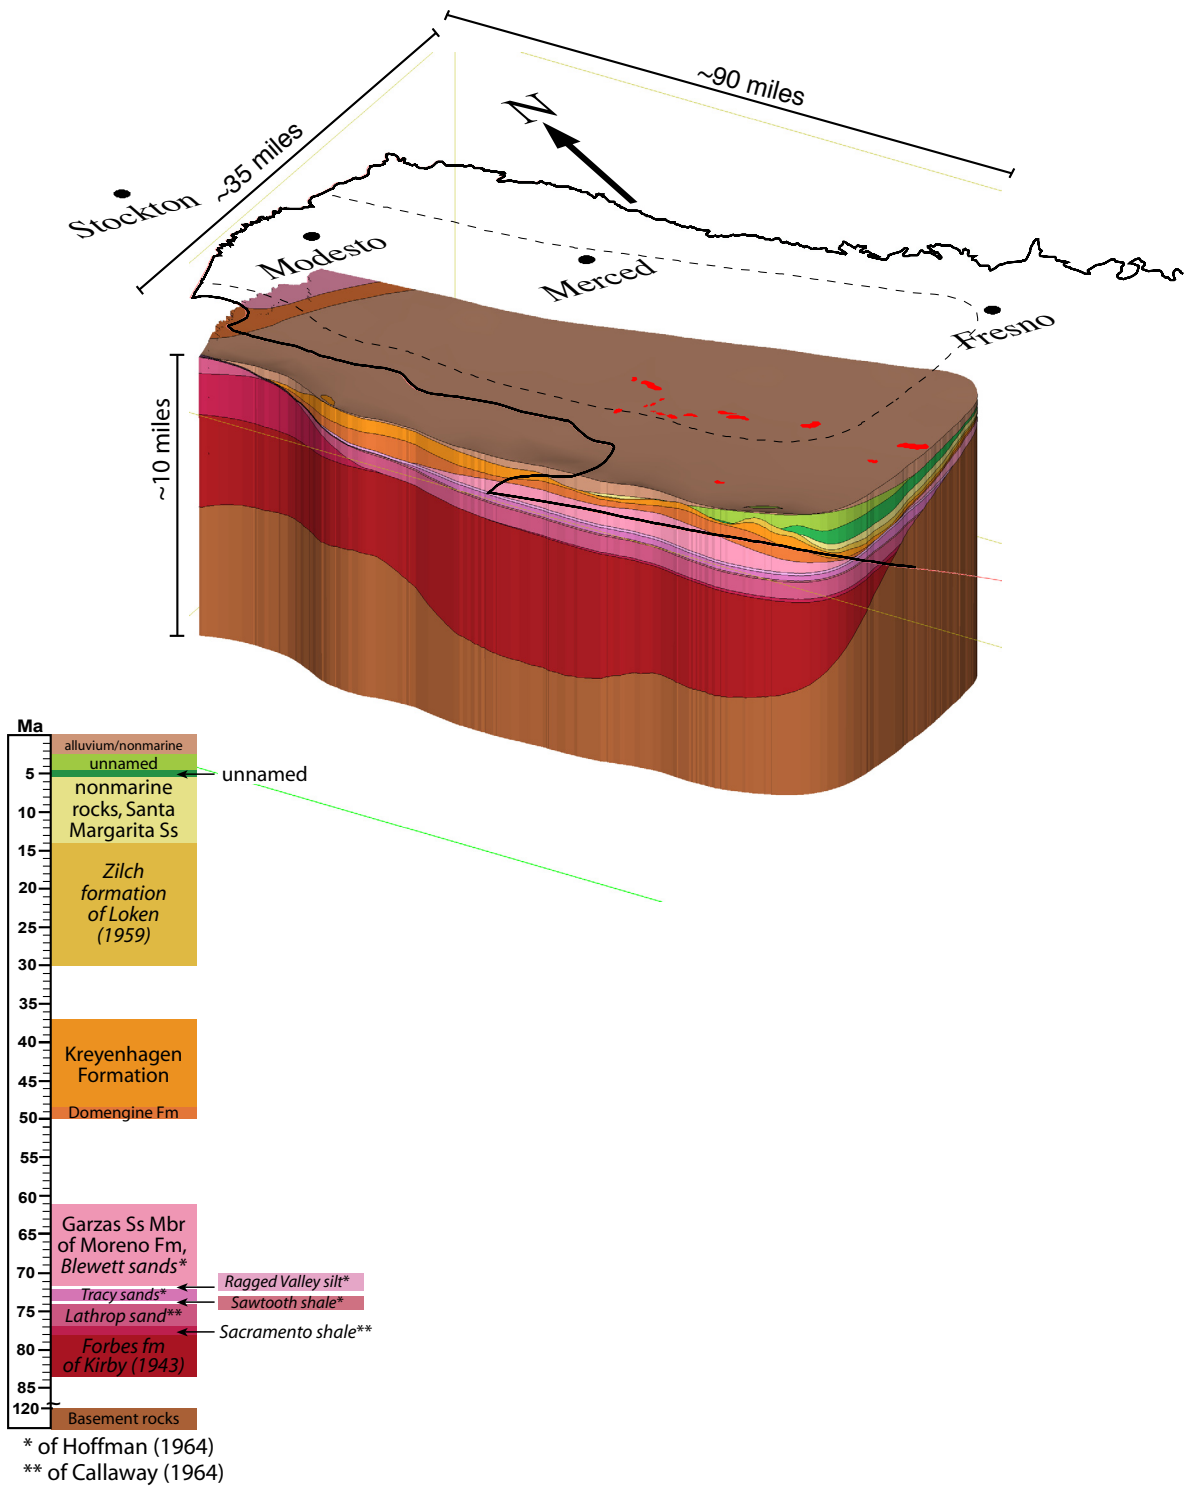 ~90 miles
N
~35 miles
Stockton
Modesto
Merced
Fresno
~10 miles
Ma
alluvium/nonmarine
unnamed
5
unnamed
nonmarine
rocks, Santa
Margarita Ss
10
15
Zilch
formation
of Loken
(1959)
20
25
30
35
40
Kreyenhagen
Formation
45
50
Domengine Fm
55
60
Garzas Ss Mbr
of Moreno Fm,
Blewett sands*
65
70
Ragged Valley silt*
Tracy sands*
Sawtooth shale*
75
Lathrop sand**
Sacramento shale**
Forbes fm
of Kirby (1943)
80
85
120
Basement rocks
* of Hoffman (1964)
** of Callaway (1964)